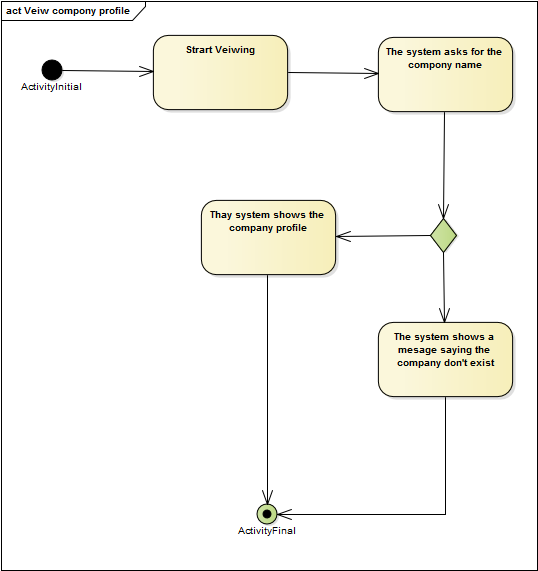 act Veiw compony profile
ActivityInitial
Strart Veiwing
The system asks for the
compony name
Thay system shows the
company profile
The system shows a
mesage saying the
company don't exist
ActivityFinal